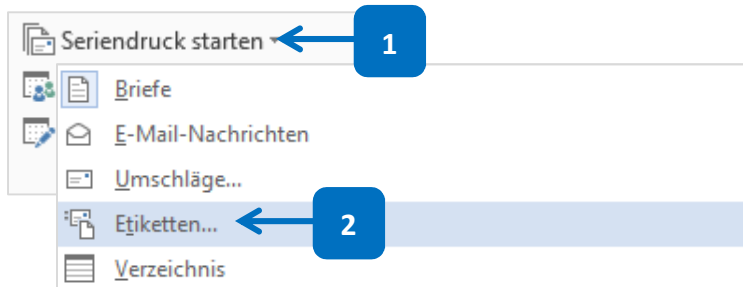 Seriendruck starten
1
Briefe
E-Mail-Nachrichten
Umschläge...
Etiketten...
2
Verzeichnis